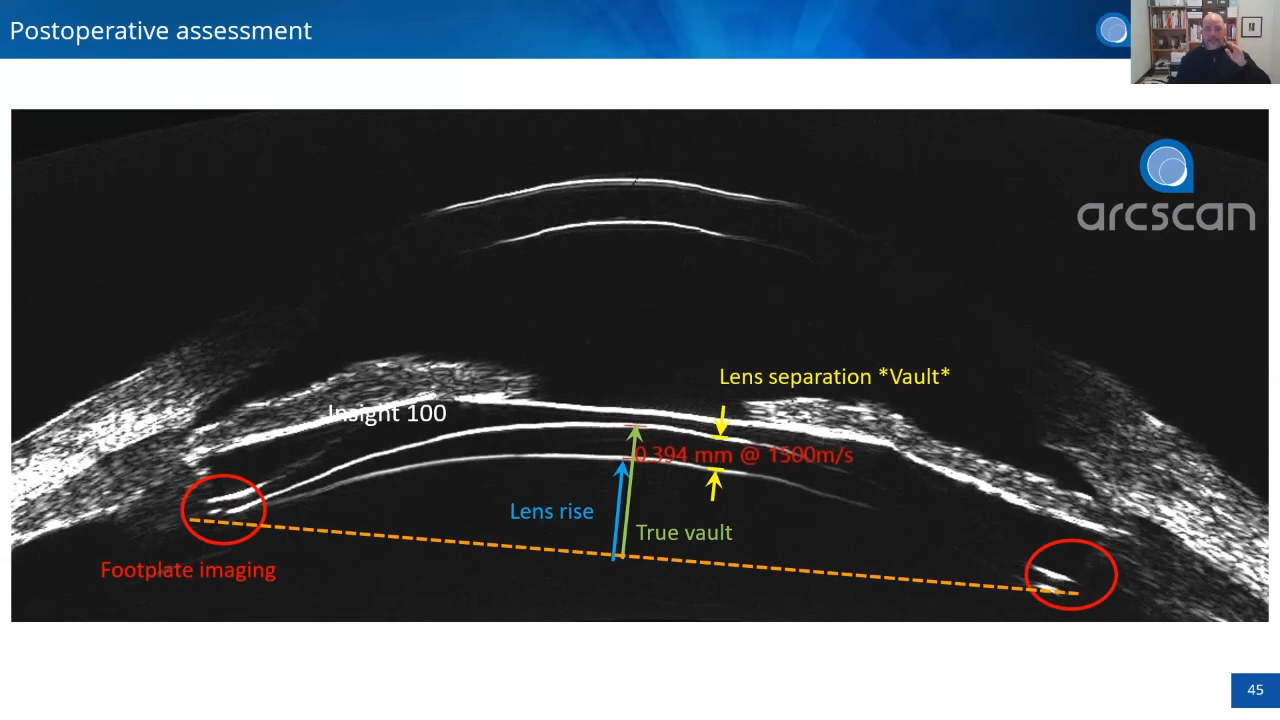 Postoperative assessment
arcscan
Lens separation *Vault*
Insight 100
0.394 mm @ 1500m/s
Lens rise
True vault
Footplate imaging
45